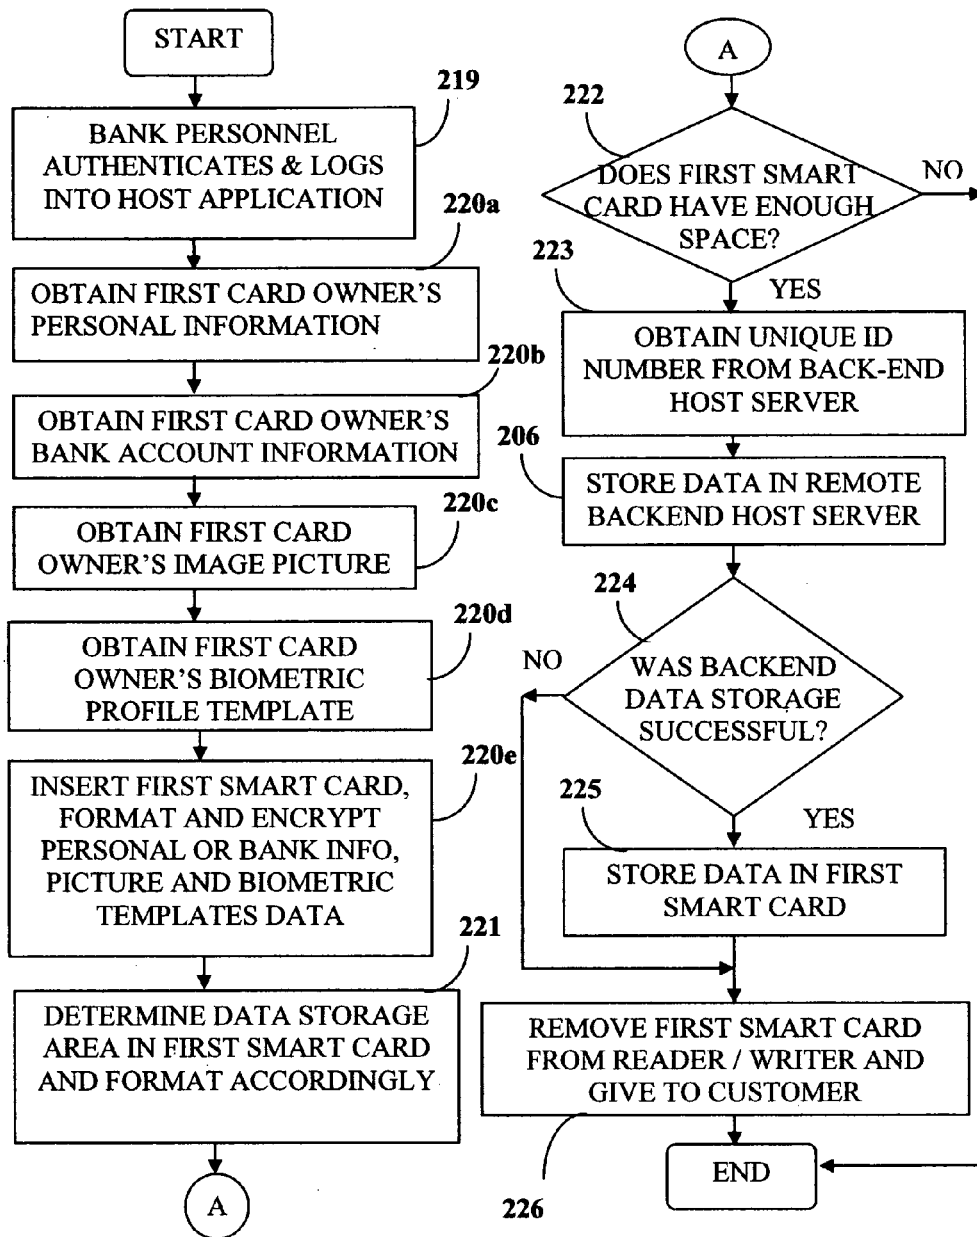 START
219
BANK PERSONNEL
AUTHENTICATES & LOGS
INTO HOST APPLICATION
220a
OBTAIN FIRST CARD OWNER'S
PERSONAL INFORMATION
220b
OBTAIN FIRST CARD OWNER'S
BANK ACCOUNT INFORMATION
220c
OBTAIN FIRST CARD
OWNER'S IMAGE PICTURE
220d
OBTAIN FIRST CARD
OWNER'S BIOMETRIC
PROFILE TEMPLATE
220e
INSERT FIRST SMART CARD,
FORMAT AND ENCRYPT
PERSONAL OR BANK INFO,
PICTURE AND BIOMETRIC
TEMPLATES DATA
221
DETERMINE DATA STORAGE
AREA IN FIRST SMART CARD
AND FORMAT ACCORDINGLY
A
A
222
DOES FIRST SMART
CARD HAVE ENOUGH
SPACE?
NO
223
YES
OBTAIN UNIQUE ID
NUMBER FROM BACK-END
HOST SERVER
206
STORE DATA IN REMOTE
BACKEND HOST SERVER
224
NO
WAS BACKEND
DATA STORAGE
SUCCESSFUL?
225
YES
STORE DATA IN FIRST
SMART CARD
REMOVE FIRST SMART CARD
FROM READER / WRITER AND
GIVE TO CUSTOMER
END
226